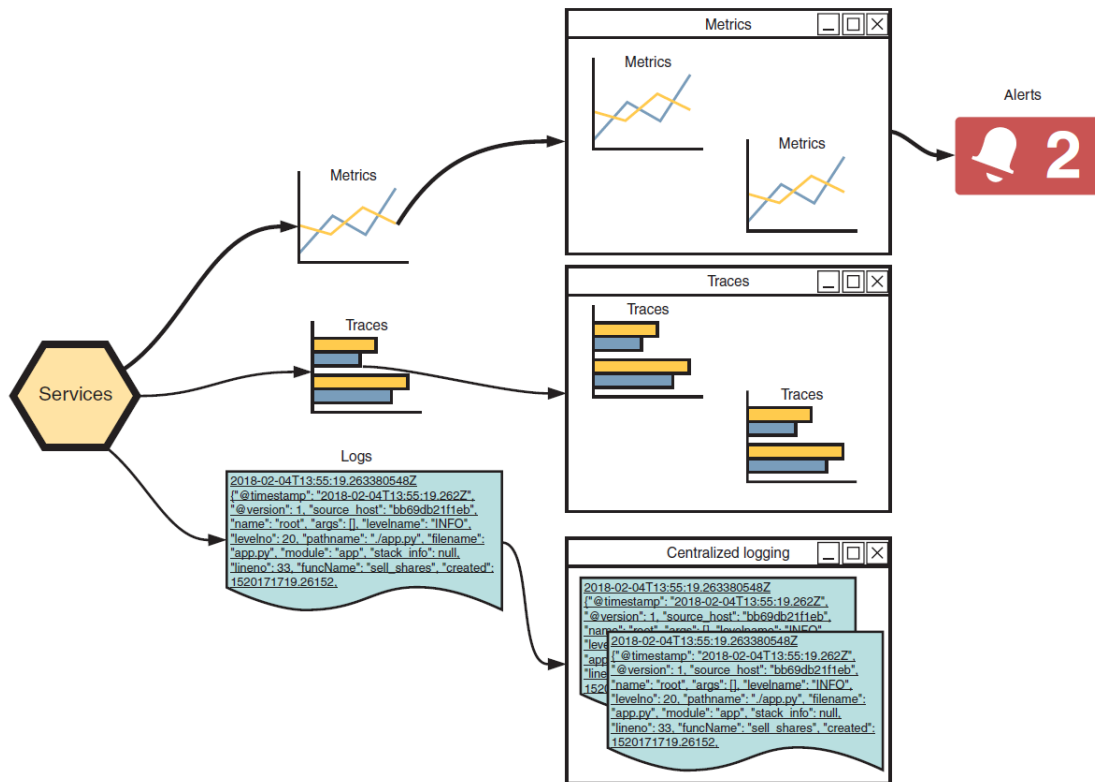 Metrics
Metrics
Metrics
Alerts
2
Metrics
Traces
Traces
Traces
Traces
Services
Logs
2018-02-04T13:55:19.263380548Z
{"@timestamp": "2018-02-04T13:55:19.262Z",
"@version": 1, "source_host": "bb69db21f1eb",
"name": "root", "args": [], "levelname": "INFO",
"levelno": 20, "pathname": "./app.py", "filename":
"app.py", "module": "app", "stack_info": null,
"lineno": 33, "funcName": "sell_shares", "created":
1520171719.26152,
Centralized logging
2018-02-04T13:55:19.263380548Z
{"@timestamp": "2018-02-04T13:55:19.262Z",
"@version": 1, "source_host": "bb69db21f1eb",
"name": "root", "args": [], "levelname": "INFO",
2018-02-04T13:55:19.263380548Z
{"@timestamp": "2018-02-04T13:55:19.262Z",
"@version": 1, "source_host": "bb69db21f1eb",
"name": "root", "args": [], "levelname": "INFO",
"levelno": 20, "pathname": "./app.py", "filename":
"app.py", "module": "app", "stack_info": null,
"lineno": 33, "funcName": "sell_shares", "created":
1520171719.26152,